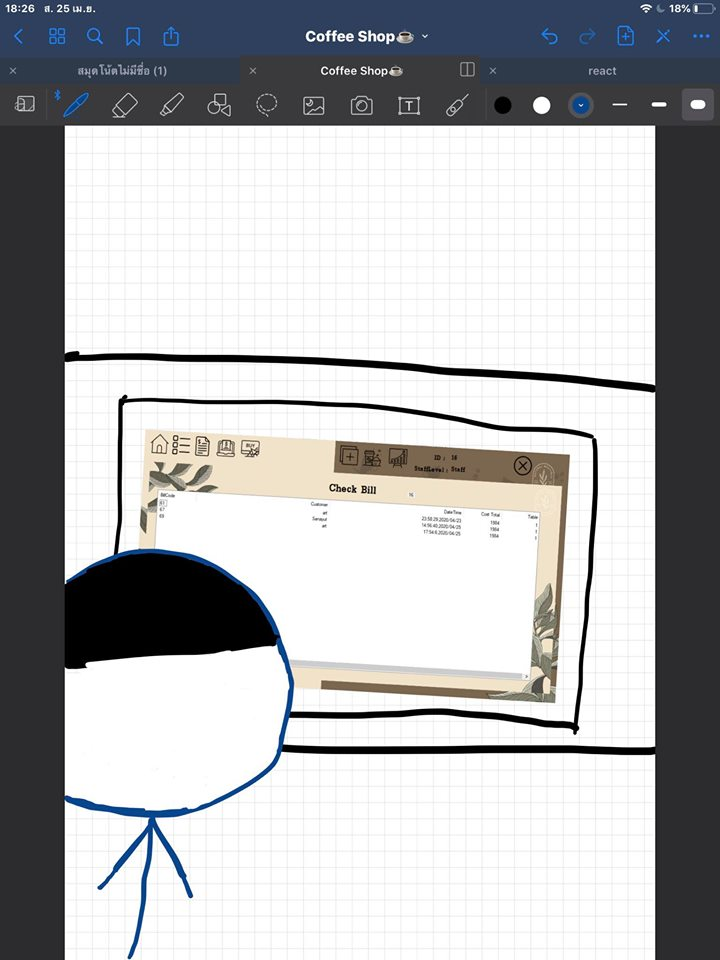 18:26 ส. 25 เม.ย. 18%
Coffee Shop☕
สมุดโน้ตไม่มีชื่อ (1) Coffee Shop☕ react
T
BUY
ID : 16
StaffLevel : Staff
Check Bill 16
BillCode Customer DateTime Cost Total Table
61 art 23:58:29.2020/04/23 1984 1
67 Senayut 14:56:40.2020/04/25 1984 1
69 art 17:54:6.2020/04/25 1984 1